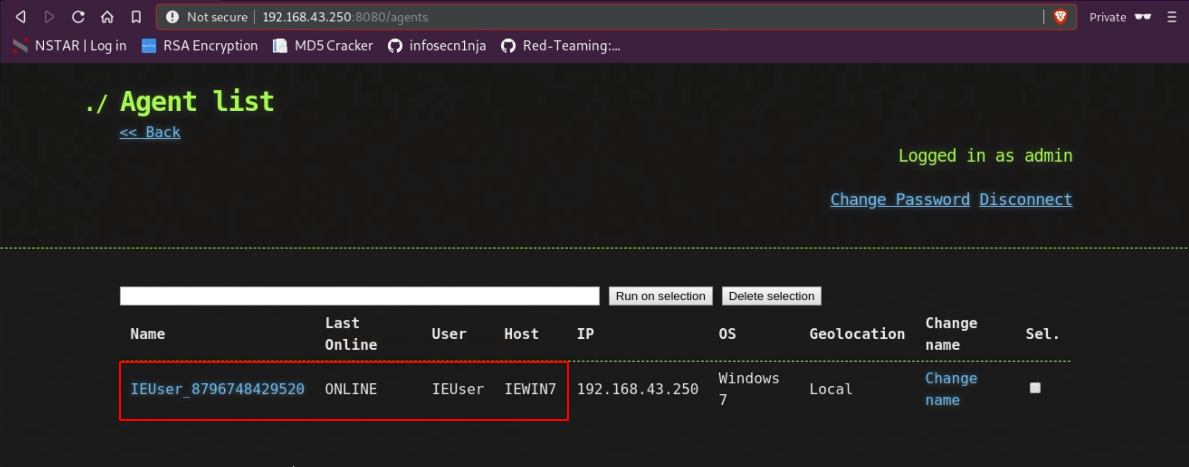 Not secure | 192.168.43.250:8080/agents
Private
NSTAR | Log in RSA Encryption MD5 Cracker infosecn1nja Red-Teaming:...
./ Agent list
<< Back
Logged in as admin
Change Password Disconnect
Run on selection Delete selection
Name Last Online User Host IP OS Geolocation Change name Sel.
IEUser_8796748429520 ONLINE IEUser IEWIN7 192.168.43.250 Windows 7 Local Change name